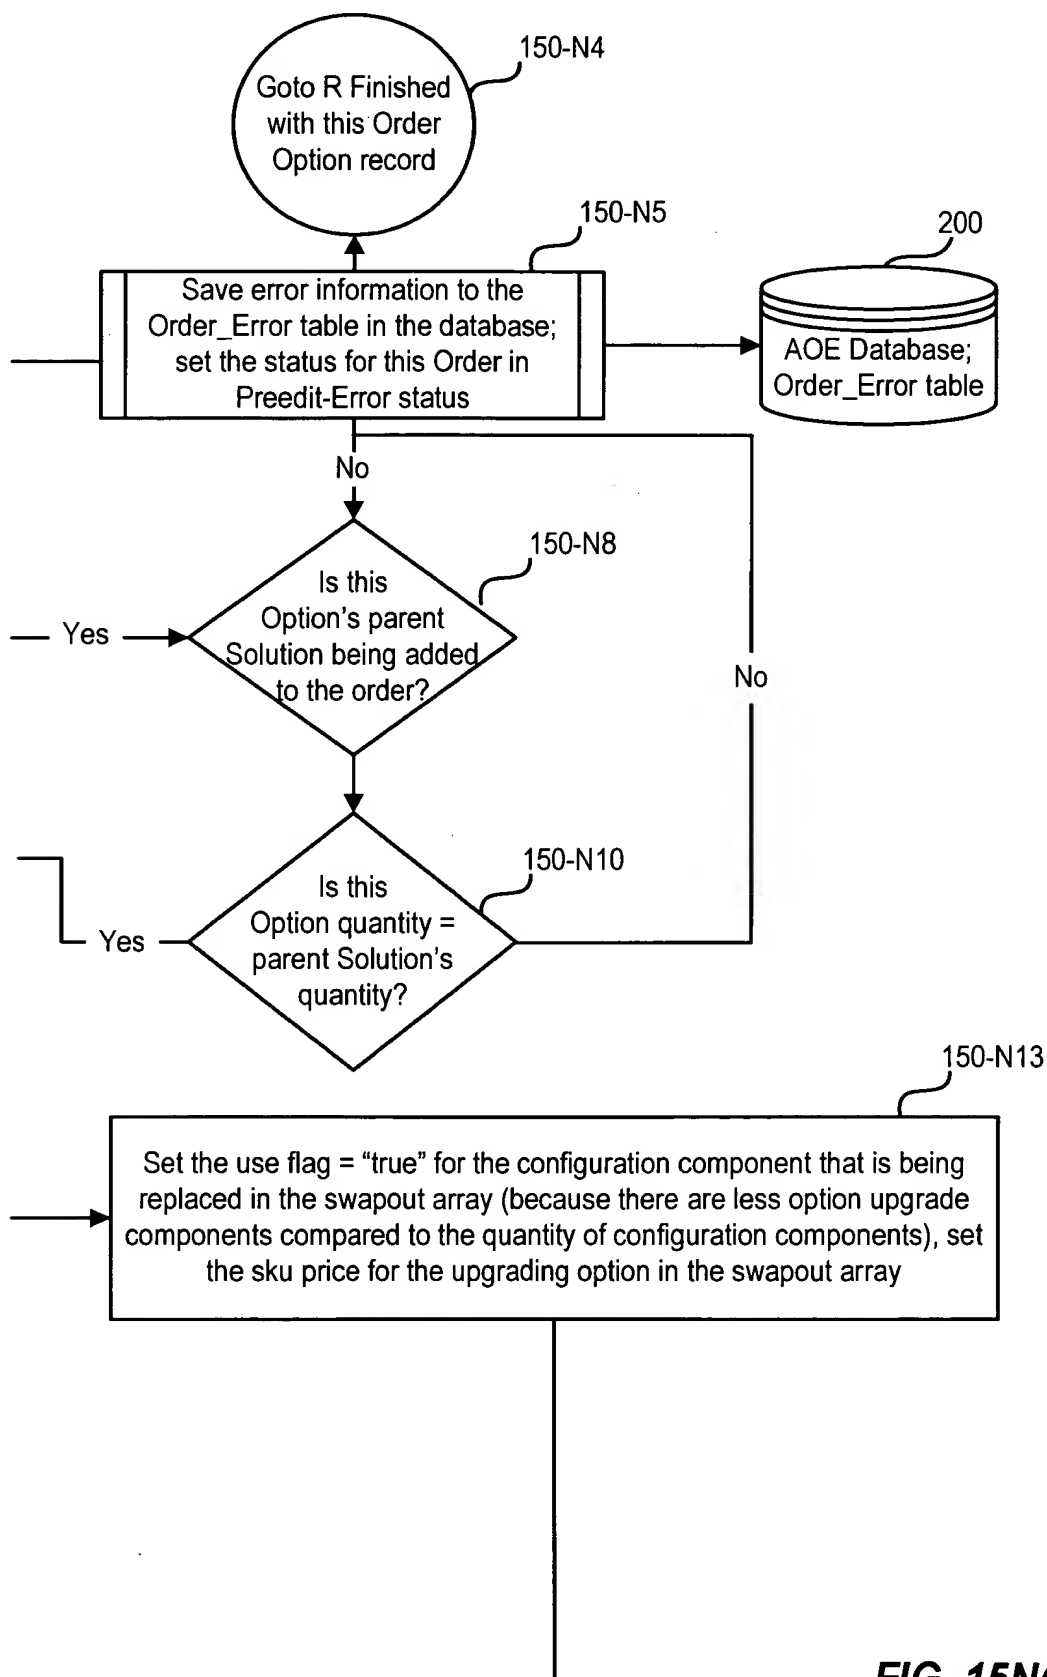 150-N4
Goto R Finished
with this Order
Option record
150-N5
200
Save error information to the
Order_Error table in the database;
set the status for this Order in
Preedit-Error status
AOE Database;
Order_Error table
No
150-N8
Is this
Option's parent
Solution being added
to the order?
Yes
No
150-N10
Is this
Option quantity =
parent Solution's
quantity?
Yes
150-N13
Set the use flag = “true” for the configuration component that is being
replaced in the swapout array (because there are less option upgrade
components compared to the quantity of configuration components), set
the sku price for the upgrading option in the swapout array
FIG. 15N